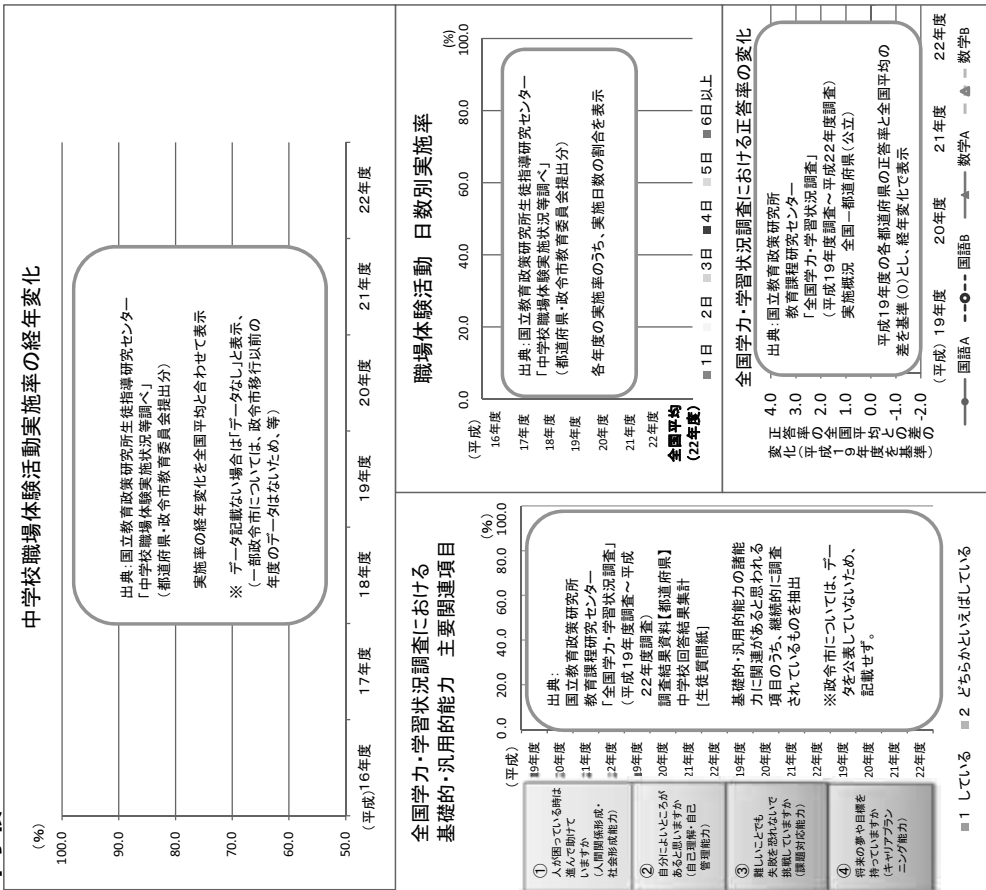 中学校職場体験活動実施率の経年変化
(%)
100.0
90.0
80.0
70.0
60.0
50.0
(平成)16年度
17年度
18年度
19年度
20年度
21年度
22年度
出典:国立教育政策研究所生徒指導研究センター
「中学校職場体験実施状況等調べ」
(都道府県・政令市教育委員会提出分)
実施率の経年変化を全国平均と合わせて表示
※ データ記載ない場合は「データなし」と表示、
(一部政令市については、政令市移行以前の
年度のデータはないため、等)
全国学力・学習状況調査における
基礎的・汎用的能力 主要関連項目
(%)
0.0
20.0
40.0
60.0
80.0
100.0
(平成)
19年度
20年度
21年度
22年度
19年度
20年度
21年度
22年度
19年度
20年度
21年度
22年度
19年度
20年度
21年度
22年度
①
人が困っている時は
進んで助けて
いますか
(人間関係形成・
社会形成能力)
②
自分によいところが
あると思いますか
(自己理解・自己
管理能力)
③
難しいことでも
失敗を恐れないで
挑戦していますか
(課題対応能力)
④
将来の夢や目標を
持っていますか
(キャリアプラン
ニング能力)
出典:
国立教育政策研究所
教育課程研究センター
「全国学力・学習状況調査」
(平成19年度調査~平成
22年度調査)
調査結果資料【都道府県】
中学校回答結果集計
[生徒質問紙]
基礎的・汎用的能力の諸能
力に関連があると思われる
項目のうち、継続的に調査
されているものを抽出
※政令市については、デー
タを公表していないため、
記載せず。
1 している
2 どちらかといえばしている
職場体験活動 日数別実施率
(%)
0.0
20.0
40.0
60.0
80.0
100.0
(平成)
16年度
17年度
18年度
19年度
20年度
21年度
22年度
全国平均
(22年度)
出典:国立教育政策研究所生徒指導研究センター
「中学校職場体験実施状況等調べ」
(都道府県・政令市教育委員会提出分)
各年度の実施率のうち、実施日数の割合を表示
1日
2日
3日
4日
5日
6日以上
全国学力・学習状況調査における正答率の変化
4.0
3.0
2.0
1.0
0.0
-1.0
-2.0
正答率の全国平均との差の
変化(平成19年度を基準)
出典:国立教育政策研究所
教育課程研究センター
「全国学力・学習状況調査」
(平成19年度調査~平成22年度調査)
実施概況 全国-都道府県(公立)
平成19年度の各都道府県の正答率と全国平均の
差を基準(0)とし、経年変化で表示
(平成)19年度
20年度
21年度
22年度
国語A
国語B
数学A
数学B